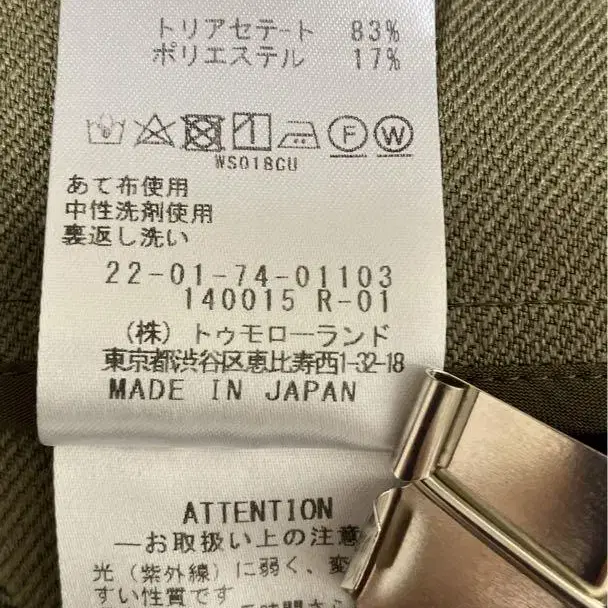 トリアセテート 83%
ポリエステル 17%
F W
WS018CU
あて布使用
中性洗剤使用
裏返し洗い
22-01-74-01103
140015 R-01
(株) トゥモローランド
東京都渋谷区恵比寿西1-32-18
MADE IN JAPAN
ATTENTION
―お取扱い上の注意
光(紫外線)に弱く、変
すい性質です